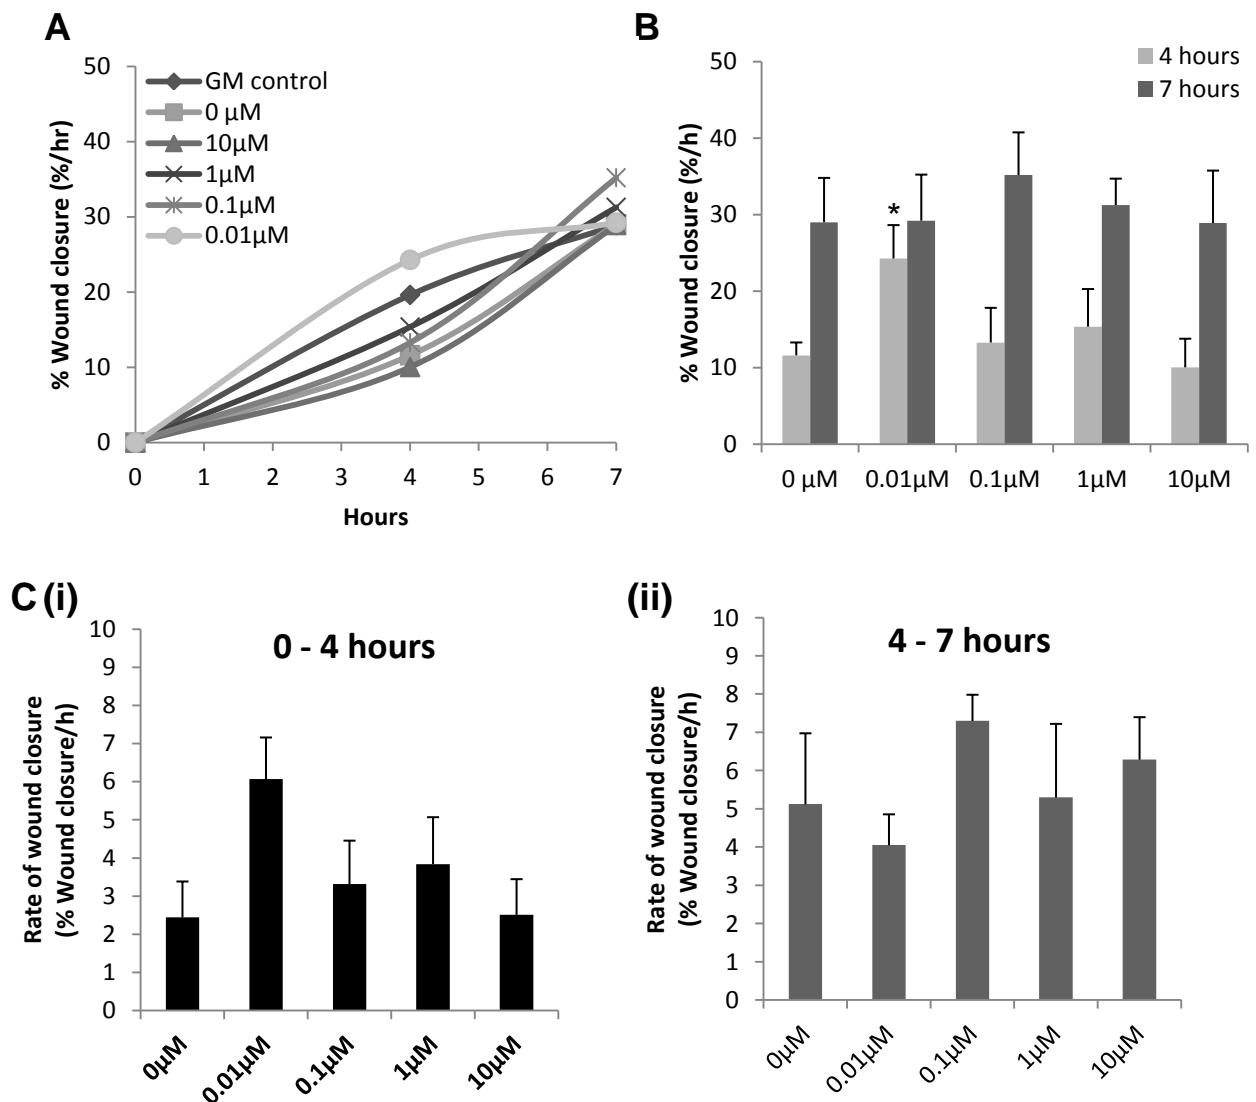 A
% Wound closure (%/hr)
50
40
30
20
10
0
GM control
0 µM
10µM
1µM
0.1µM
0.01µM
0 1 2 3 4 5 6 7
Hours
B
% Wound closure (%/h)
50
40
30
20
10
0
4 hours
7 hours
*
0 µM 0.01µM 0.1µM 1µM 10µM
C (i)
0 - 4 hours
Rate of wound closure
(% Wound closure/h)
10
9
8
7
6
5
4
3
2
1
0
0µM 0.01µM 0.1µM 1µM 10µM
(ii)
4 - 7 hours
Rate of wound closure
(% Wound closure/h)
10
9
8
7
6
5
4
3
2
1
0
0µM 0.01µM 0.1µM 1µM 10µM